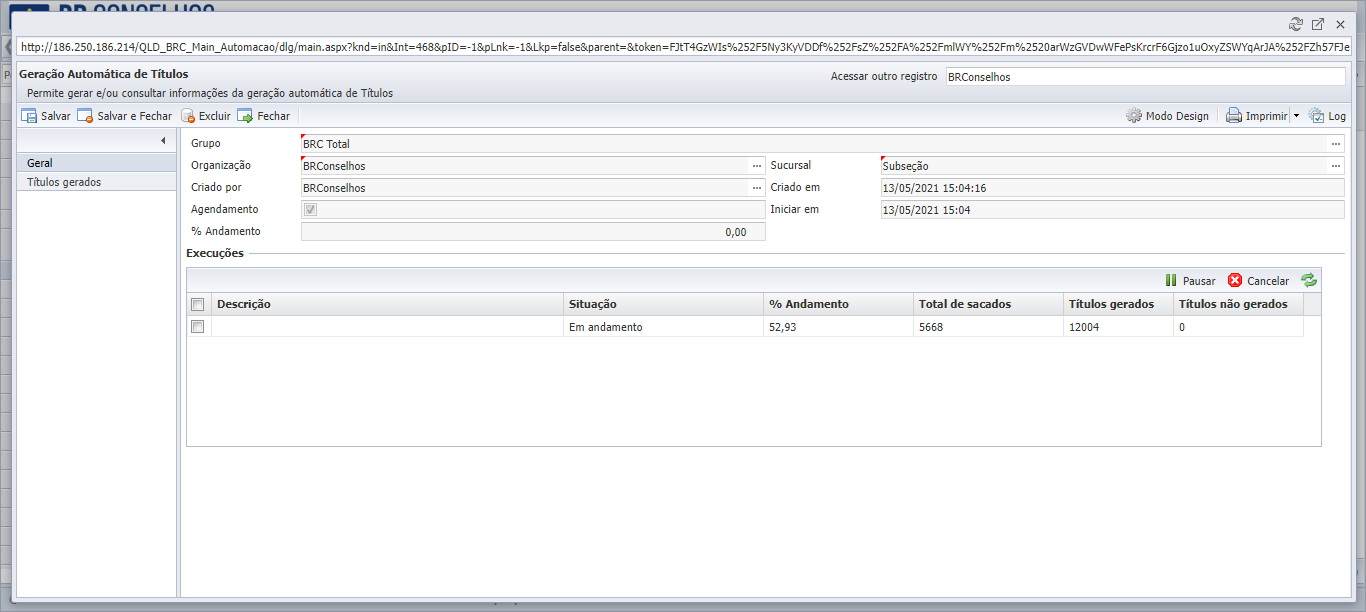 BR CONSELHOS
http://186.250.186.214/QLD_BRC_Main_Automacao/dlg/main.aspx?knd=in&Int=468&pID=-1&pLnk=-1&Lkp=false&parent=&token=FJtT4GzWIs%252F5Ny3KyVDDf%252FsZ%252FA%252FmlWY%252Fm%2520arWzGVDwWFePsKrcrF6Gjzo1uOxyZSWYqArJA%252FZh57FJe
Geração Automática de Títulos
Acessar outro registro BRConselhos
Permite gerar e/ou consultar informações da geração automática de Títulos
Salvar Salvar e Fechar Excluir Fechar Modo Design Imprimir Log
Geral
Títulos gerados
Grupo BRC Total ...
Organização BRConselhos ... Sucursal Subseção ...
Criado por BRConselhos ... Criado em 13/05/2021 15:04:16
Agendamento Iniciar em 13/05/2021 15:04
% Andamento 0,00
Execuções
Pausar Cancelar
Descrição Situação % Andamento Total de sacados Títulos gerados Títulos não gerados
Em andamento 52,93 5668 12004 0